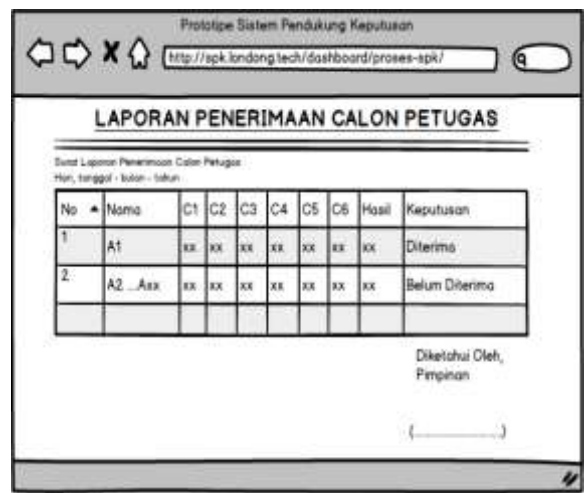 Prototipe Sistem Pendukung Keputusan
http://spk.londong.tech/dashboard/proses-spk/
LAPORAN PENERIMAAN CALON PETUGAS
Surat Laporan Penerimaan Calon Petugas
Hari, tanggal - bulan - tahun
No Nama C1 C2 C3 C4 C5 C6 Hasil Keputusan
1 A1 xx xx xx xx xx xx xx Diterima
2 A2 ...Axx xx xx xx xx xx xx xx Belum Diterima
Diketahui Oleh,
Pimpinan
(........................)